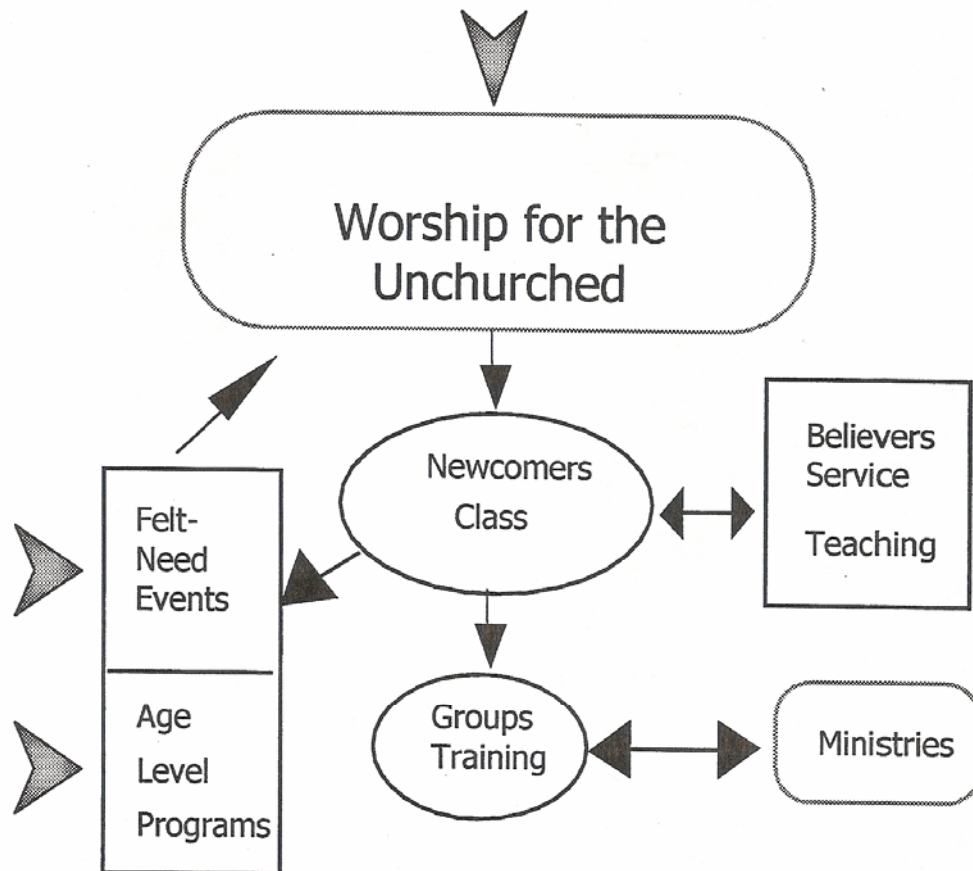 Worship for the
Unchurched
Newcomers
Class
Believers
Service
Teaching
Felt-
Need
Events
Age
Level
Programs
Groups
Training
Ministries